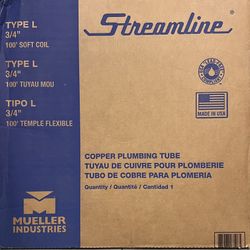 TYPE L
3/4"
100' SOFT COIL
TYPE L
3/4"
100' TUYAU MOU
TIPO L
3/4"
100' TEMPLE FLEXIBLE
Streamline®
MADE IN USA
COPPER PLUMBING TUBE
TUYAU DE CUIVRE POUR PLOMBERIE
TUBO DE COBRE PARA PLOMERIA
Quantity / Quantité / Cantidad 1
MUELLER
INDUSTRIES